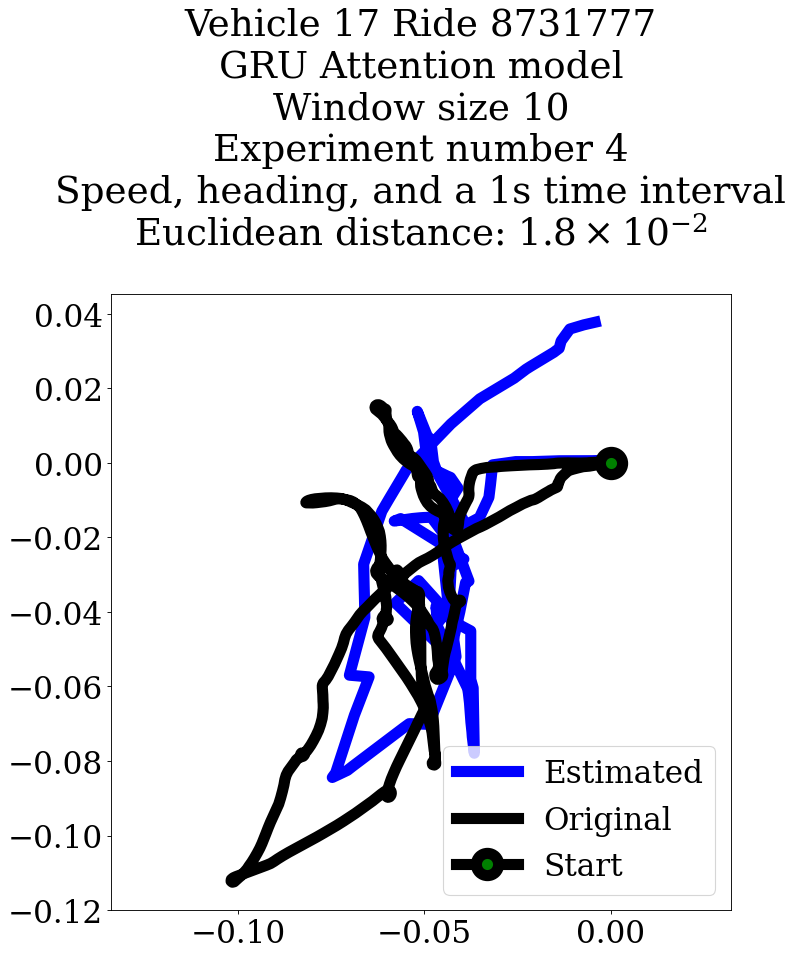 Vehicle 17 Ride 8731777
GRU Attention model
Window size 10
Experiment number 4
Speed, heading, and a 1s time interval
Euclidean distance: 1.8 × 10⁻²
0.04
0.02
0.00
−0.02
−0.04
−0.06
−0.08
−0.10
−0.12
Estimated
Original
Start
−0.10
−0.05
0.00